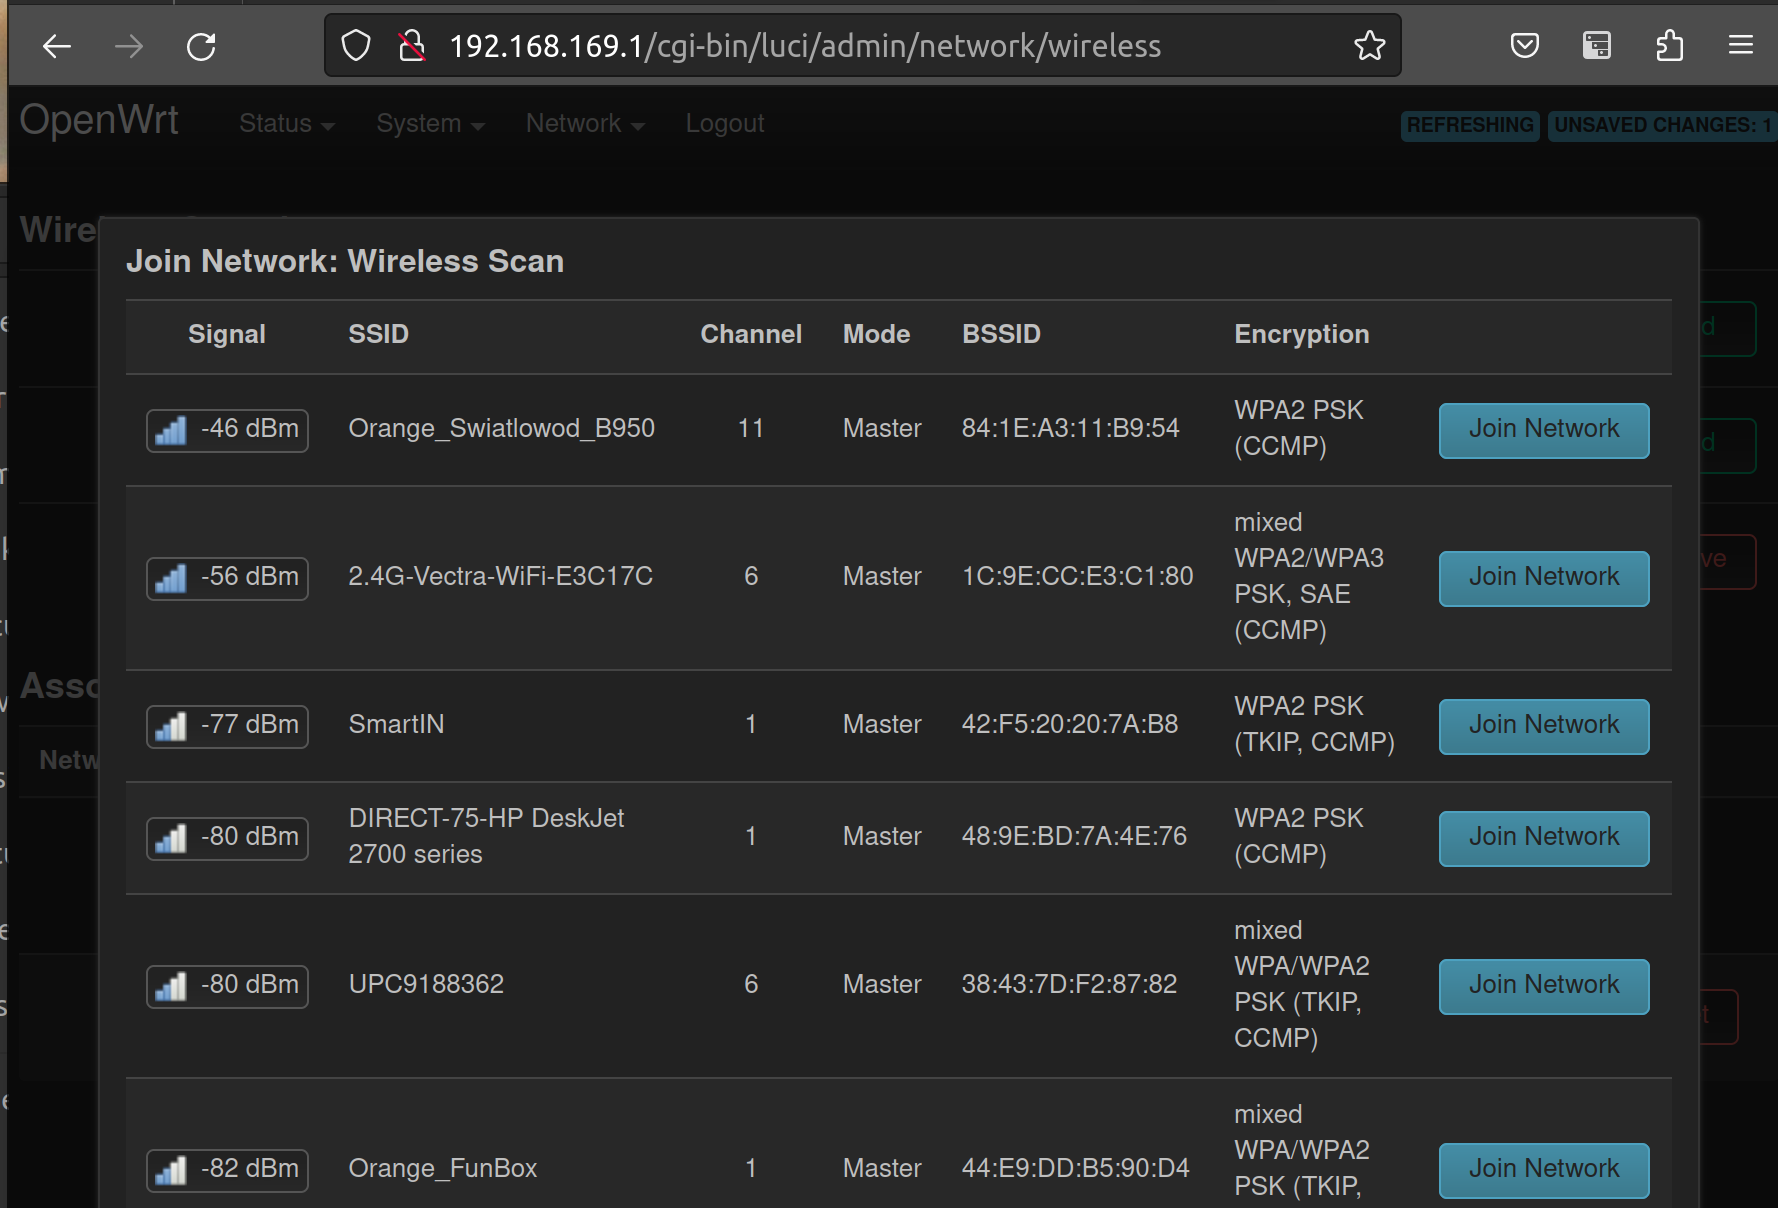 192.168.169.1/cgi-bin/luci/admin/network/wireless
OpenWrt Status System Network Logout REFRESHING UNSAVED CHANGES: 1
Join Network: Wireless Scan
Signal SSID Channel Mode BSSID Encryption
-46 dBm Orange_Swiatlowod_B950 11 Master 84:1E:A3:11:B9:54 WPA2 PSK
(CCMP) Join Network
-56 dBm 2.4G-Vectra-WiFi-E3C17C 6 Master 1C:9E:CC:E3:C1:80 mixed
WPA2/WPA3
PSK, SAE
(CCMP) Join Network
-77 dBm SmartIN 1 Master 42:F5:20:20:7A:B8 WPA2 PSK
(TKIP, CCMP) Join Network
-80 dBm DIRECT-75-HP DeskJet
2700 series 1 Master 48:9E:BD:7A:4E:76 WPA2 PSK
(CCMP) Join Network
-80 dBm UPC9188362 6 Master 38:43:7D:F2:87:82 mixed
WPA/WPA2
PSK (TKIP,
CCMP) Join Network
-82 dBm Orange_FunBox 1 Master 44:E9:DD:B5:90:D4 mixed
WPA/WPA2
PSK (TKIP, Join Network